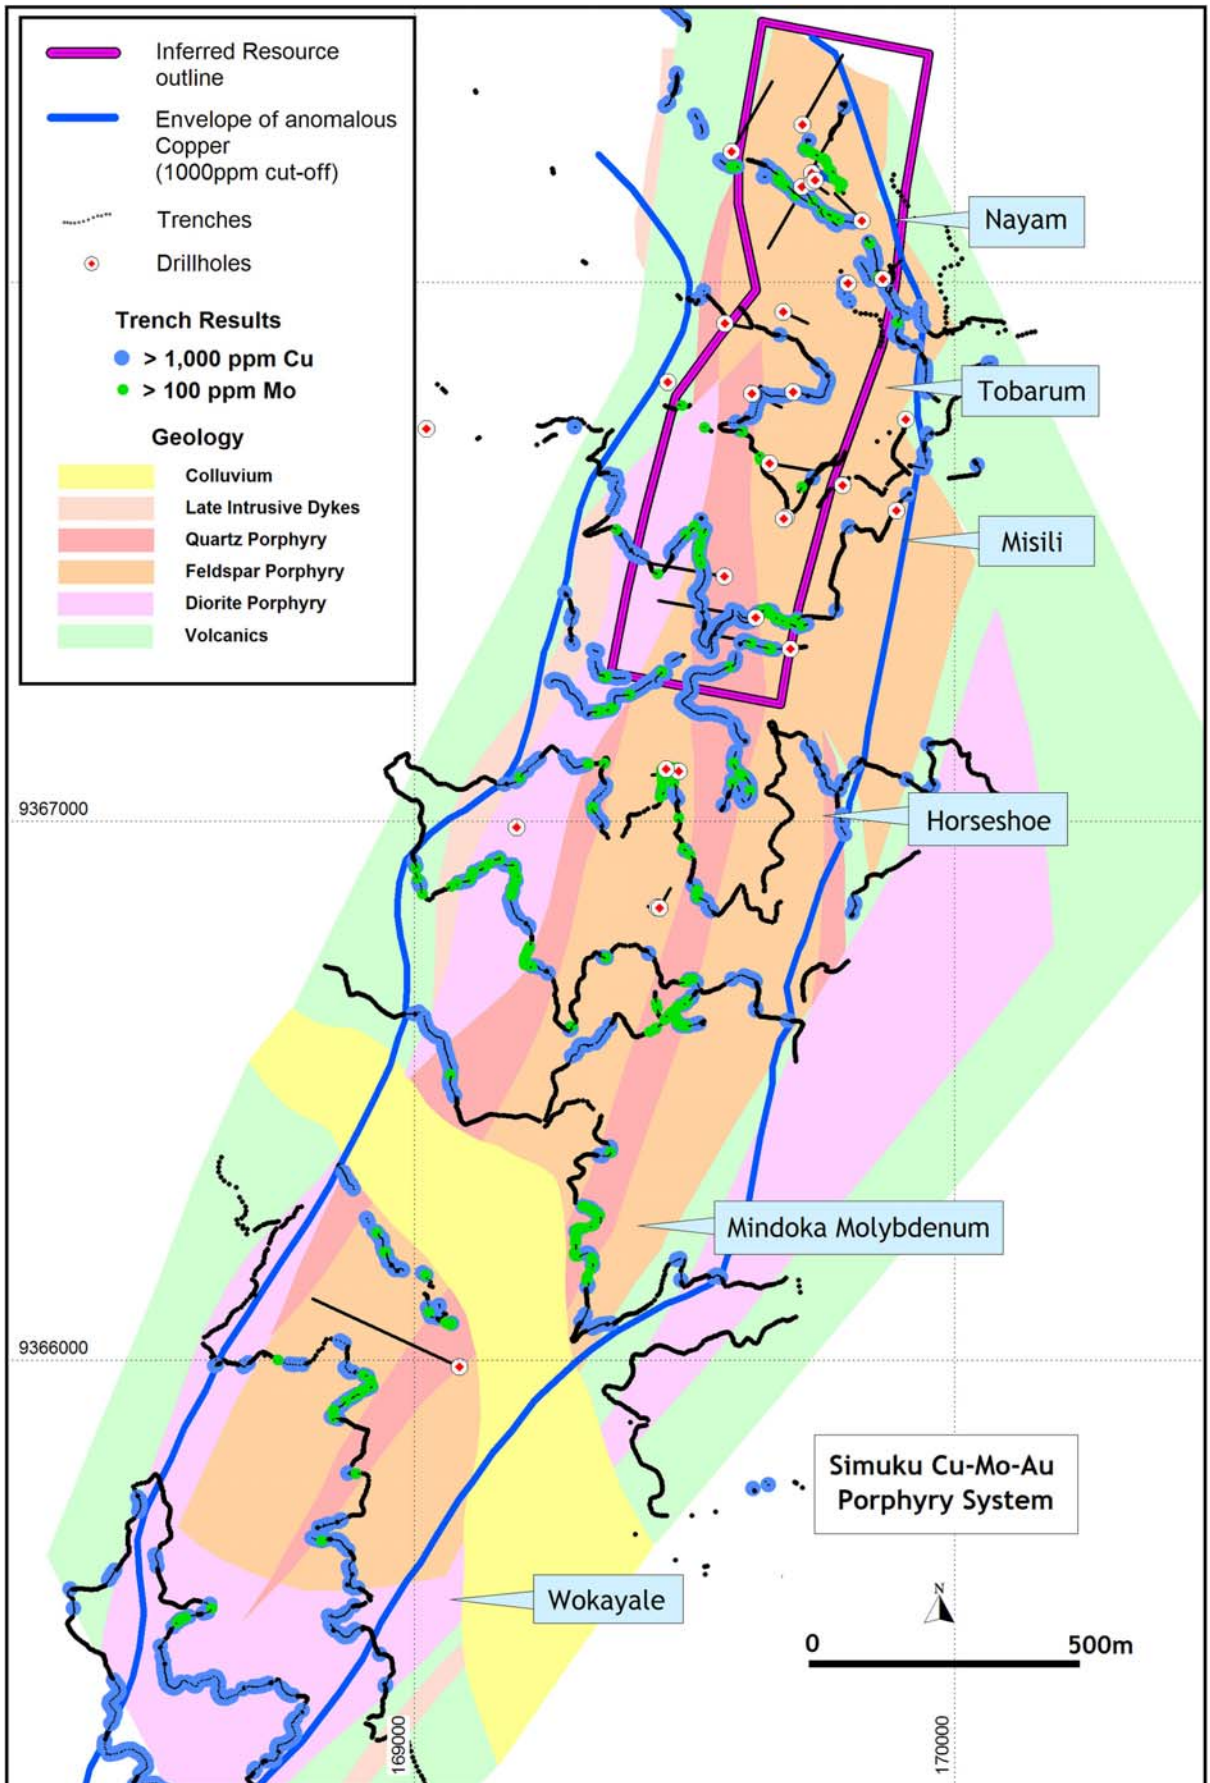 Inferred Resource
outline
Envelope of anomalous
Copper
(1000ppm cut-off)
Trenches
Drillholes
Trench Results
> 1,000 ppm Cu
> 100 ppm Mo
Geology
Colluvium
Late Intrusive Dykes
Quartz Porphyry
Feldspar Porphyry
Diorite Porphyry
Volcanics
Nayam
Tobarum
Misili
9367000
Horseshoe
Mindoka Molybdenum
9366000
Simuku Cu-Mo-Au
Porphyry System
Wokayale
N
0 500m
169000
170000